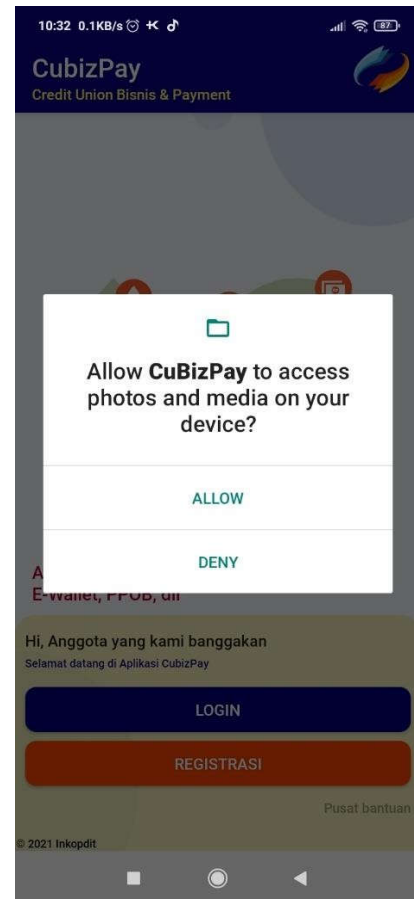 10:32 0.1KB/s
87
CubizPay
Credit Union Bisnis & Payment
Allow CuBizPay to access
photos and media on your
device?
ALLOW
DENY
A
E-Wallet, PPOB, dll
Hi, Anggota yang kami banggakan
Selamat datang di Aplikasi CubizPay
LOGIN
REGISTRASI
Pusat bantuan
© 2021 Inkopdit